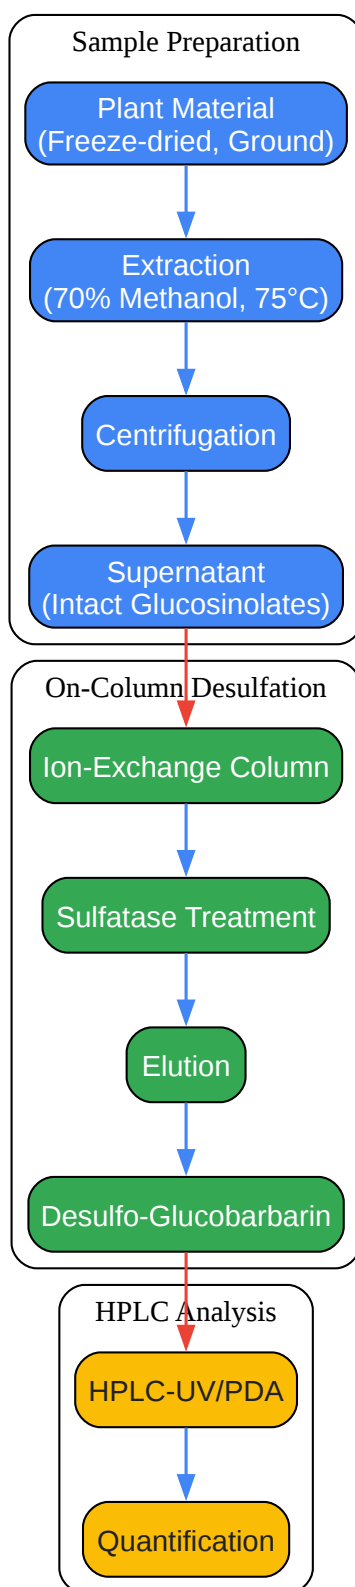 Sample Preparation
Plant Material
(Freeze-dried, Ground)
Extraction
(70% Methanol, 75°C)
Centrifugation
Supernatant
(Intact Glucosinolates)
On-Column Desulfation
Ion-Exchange Column
Sulfatase Treatment
Elution
Desulfo-Glucobarbarin
HPLC Analysis
HPLC-UV/PDA
Quantification